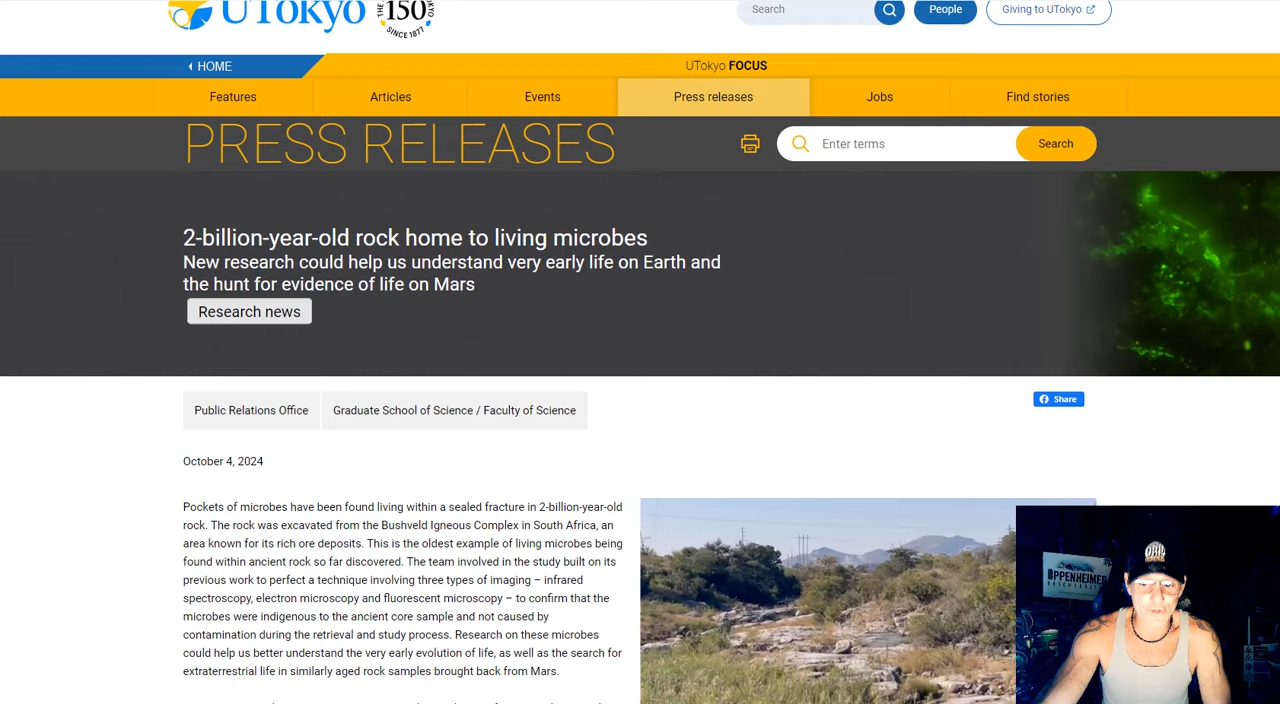 UTokyo
THE 150 TOKYO
SINCE 1877
Search
People
Giving to UTokyo
HOME
UTokyo FOCUS
Features
Articles
Events
Press releases
Jobs
Find stories
PRESS RELEASES
Enter terms
Search
2-billion-year-old rock home to living microbes
New research could help us understand very early life on Earth and
the hunt for evidence of life on Mars
Research news
Public Relations Office
Graduate School of Science / Faculty of Science
Share
October 4, 2024
Pockets of microbes have been found living within a sealed fracture in 2-billion-year-old
rock. The rock was excavated from the Bushveld Igneous Complex in South Africa, an
area known for its rich ore deposits. This is the oldest example of living microbes being
found within ancient rock so far discovered. The team involved in the study built on its
previous work to perfect a technique involving three types of imaging – infrared
spectroscopy, electron microscopy and fluorescent microscopy – to confirm that the
microbes were indigenous to the ancient core sample and not caused by
contamination during the retrieval and study process. Research on these microbes
could help us better understand the very early evolution of life, as well as the search for
extraterrestrial life in similarly aged rock samples brought back from Mars.
OPPENHEIMER